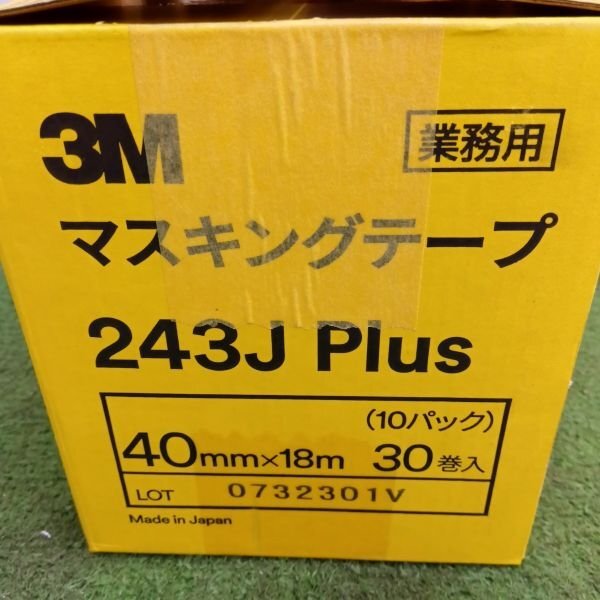 3M 業務用
マスキングテープ
243J Plus
(10パック)
40mm×18m 30巻入
LOT 0732301V
Made in Japan